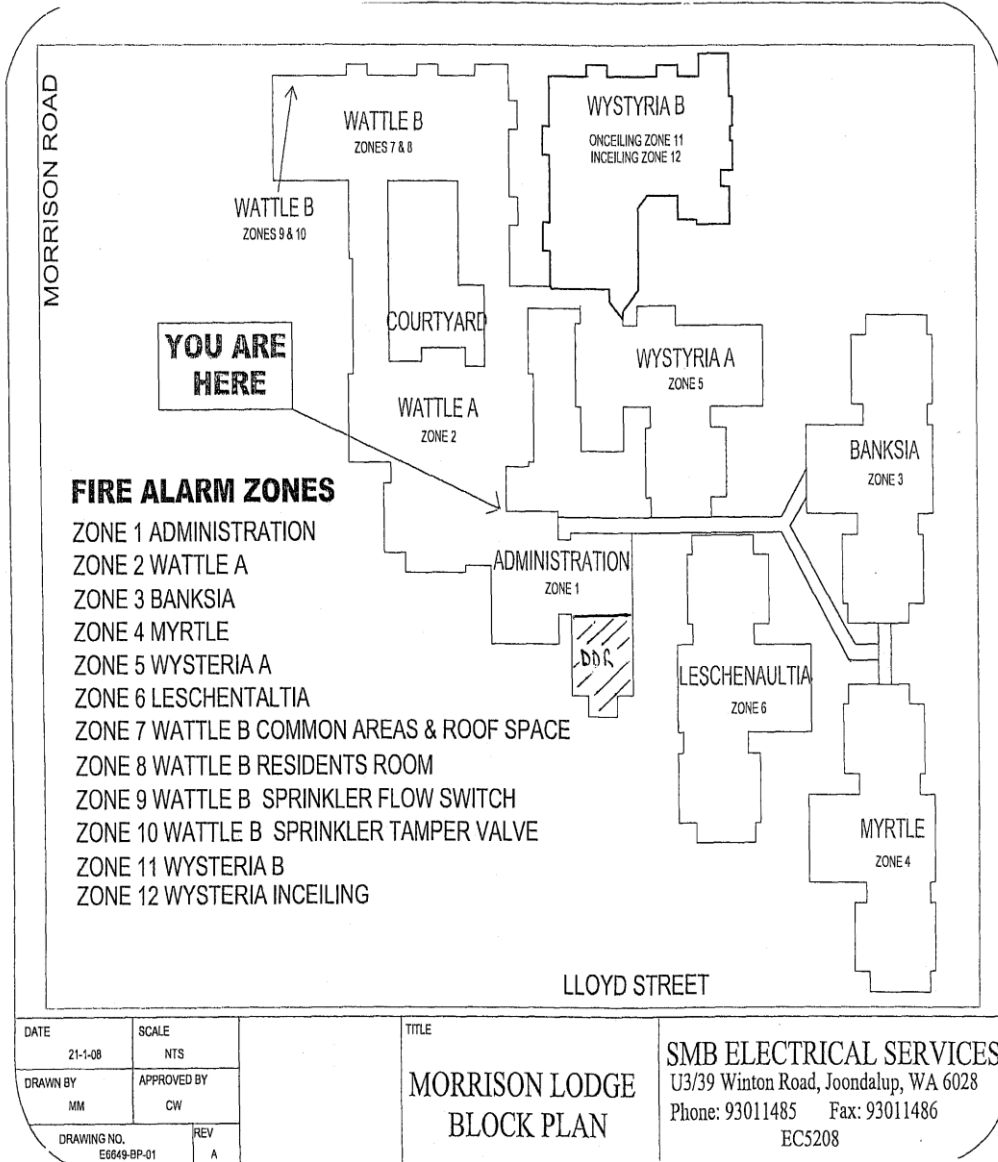 MORRISON ROAD
WATTLE B
ZONES 7 & 8
WATTLE B
ZONES 9 & 10
WYSTYRIA B
ONCEILING ZONE 11
INCEILING ZONE 12
COURTYARD
YOU ARE
HERE
WATTLE A
ZONE 2
WYSTYRIA A
ZONE 5
BANKSIA
ZONE 3
ADMINISTRATION
ZONE 1
DDR
LESCHENAULTIA
ZONE 6
MYRTLE
ZONE 4
FIRE ALARM ZONES
ZONE 1 ADMINISTRATION
ZONE 2 WATTLE A
ZONE 3 BANKSIA
ZONE 4 MYRTLE
ZONE 5 WYSTERIA A
ZONE 6 LESCHENTALTIA
ZONE 7 WATTLE B COMMON AREAS & ROOF SPACE
ZONE 8 WATTLE B RESIDENTS ROOM
ZONE 9 WATTLE B SPRINKLER FLOW SWITCH
ZONE 10 WATTLE B SPRINKLER TAMPER VALVE
ZONE 11 WYSTERIA B
ZONE 12 WYSTERIA INCEILING
LLOYD STREET
DATE
21-1-08
SCALE
NTS
DRAWN BY
MM
APPROVED BY
CW
DRAWING NO.
E6649-BP-01
REV
A
TITLE
MORRISON LODGE
BLOCK PLAN
SMB ELECTRICAL SERVICES
U3/39 Winton Road, Joondalup, WA 6028
Phone: 93011485 Fax: 93011486
EC5208